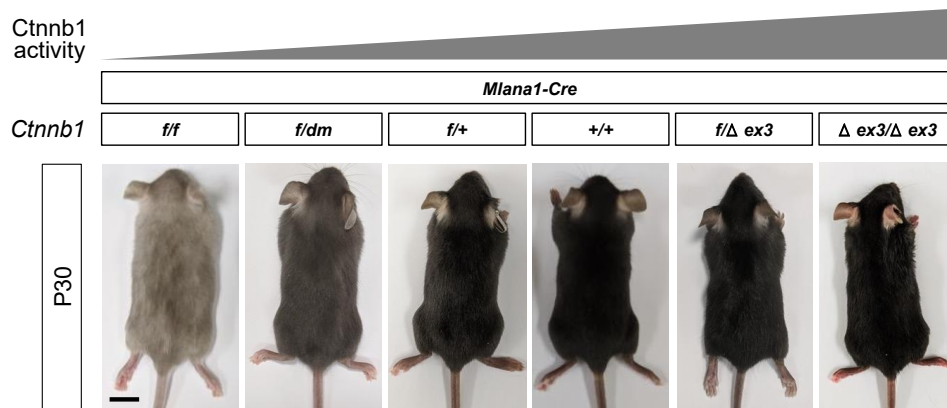 Ctnnb1
activity
Mlana1-Cre
Ctnnb1 f/f f/dm f/+ +/+ f/Δ ex3 Δ ex3/Δ ex3
P30